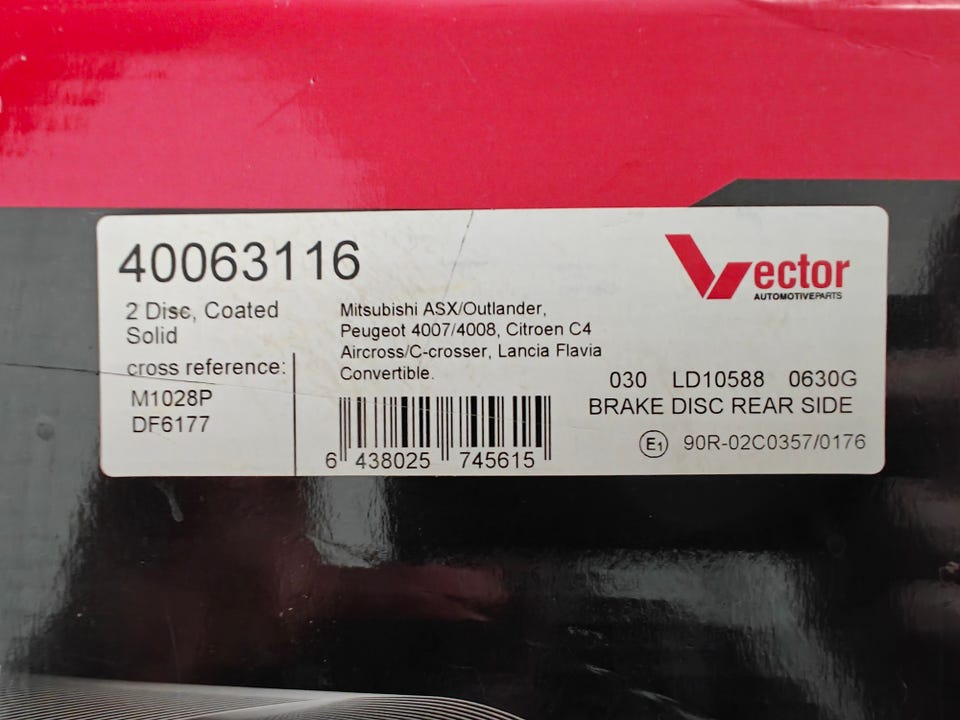 40063116
2 Disc, Coated
Solid
cross reference:
M1028P
DF6177
Mitsubishi ASX/Outlander,
Peugeot 4007/4008, Citroen C4
Aircross/C-crosser, Lancia Flavia
Convertible.
6 438025 745615
Vector
AUTOMOTIVEPARTS
030 LD10588 0630G
BRAKE DISC REAR SIDE
E1 90R-02C0357/0176